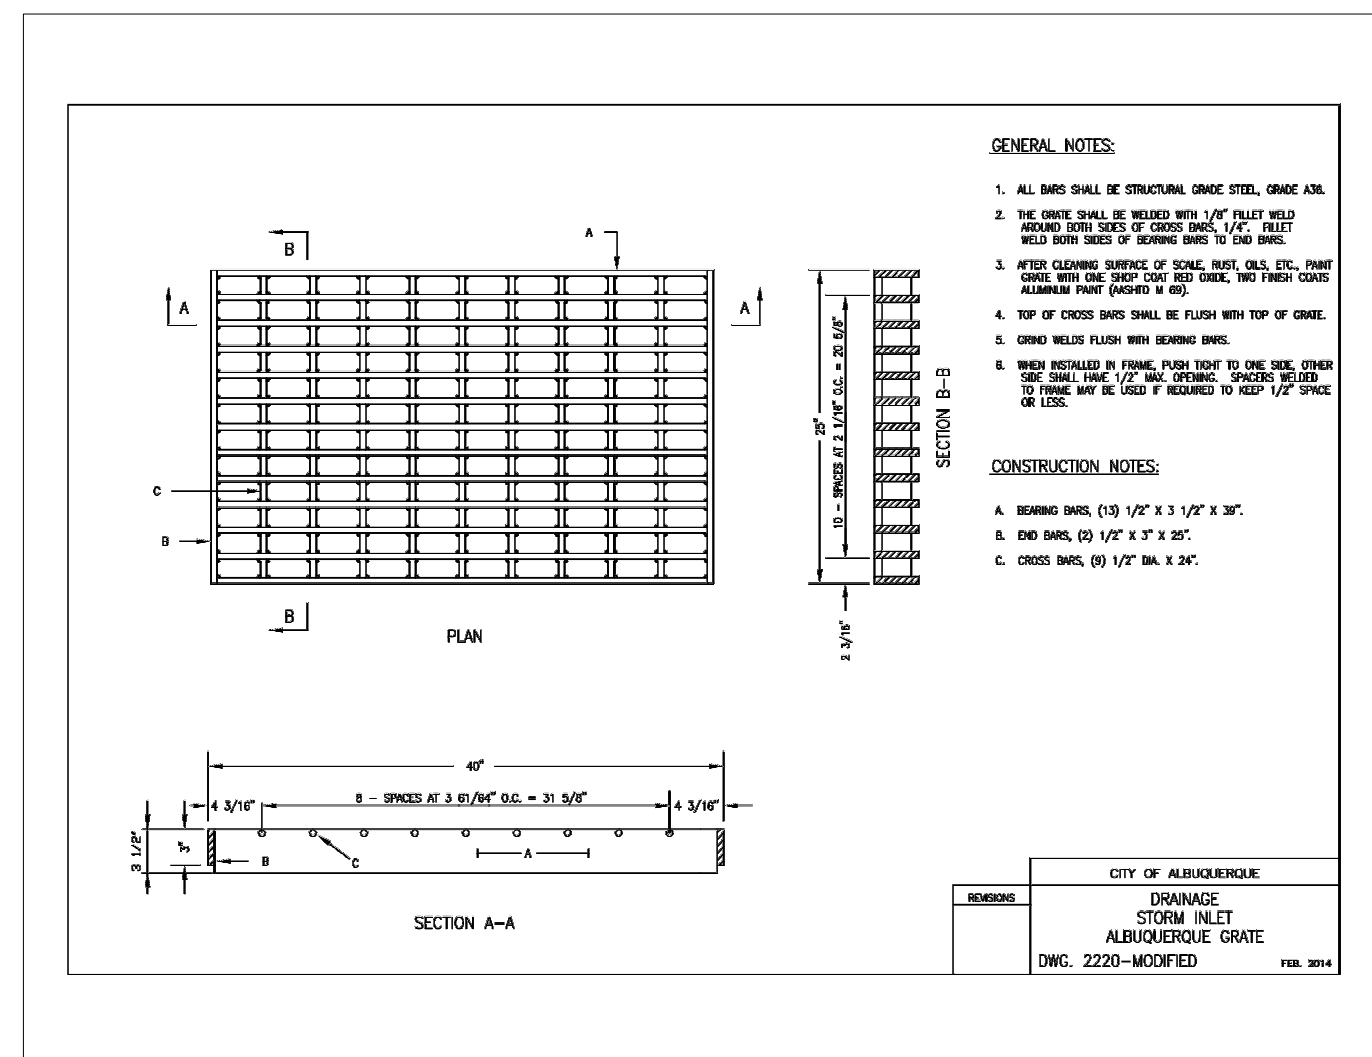 GENERAL NOTES:
1. ALL BARS SHALL BE STRUCTURAL GRADE STEEL, GRADE A36.
2. THE GRATE SHALL BE WELDED WITH 1/8" FILLET WELD
AROUND BOTH SIDES OF CROSS BARS, 1/4". FILLET
WELD BOTH SIDES OF BEARING BARS TO END BARS.
3. AFTER CLEANING SURFACE OF SCALE, RUST, OILS, ETC., PAINT
GRATE WITH ONE SHOP COAT RED OXIDE, TWO FINISH COATS
ALUMINUM PAINT (AASHTO M 69).
4. TOP OF CROSS BARS SHALL BE FLUSH WITH TOP OF GRATE.
5. GRIND WELDS FLUSH WITH BEARING BARS.
6. WHEN INSTALLED IN FRAME, PUSH TIGHT TO ONE SIDE, OTHER
SIDE SHALL HAVE 1/2" MAX. OPENING. SPACERS WELDED
TO FRAME MAY BE USED IF REQUIRED TO KEEP 1/2" SPACE
OR LESS.
CONSTRUCTION NOTES:
A. BEARING BARS, (13) 1/2" X 3 1/2" X 39".
B. END BARS, (2) 1/2" X 3" X 25".
C. CROSS BARS, (9) 1/2" DIA. X 24".
B
A
A
A
C
B
B
PLAN
25"
10 - SPACES AT 2 1/16" O.C. = 20 5/8"
2 3/16"
SECTION B-B
40"
4 3/16"
8 - SPACES AT 3 61/64" O.C. = 31 5/8"
4 3/16"
3 1/2"
3"
B
C
A
SECTION A-A
CITY OF ALBUQUERQUE
REVISIONS
DRAINAGE
STORM INLET
ALBUQUERQUE GRATE
DWG. 2220-MODIFIED
FEB. 2014